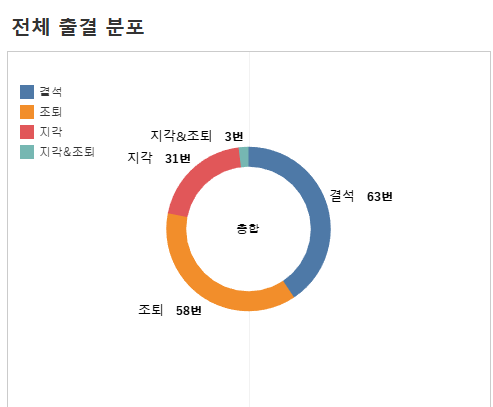 전체 출결 분포
결석
조퇴
지각
지각&조퇴
지각&조퇴 3번
지각 31번
결석 63번
총합
조퇴 58번